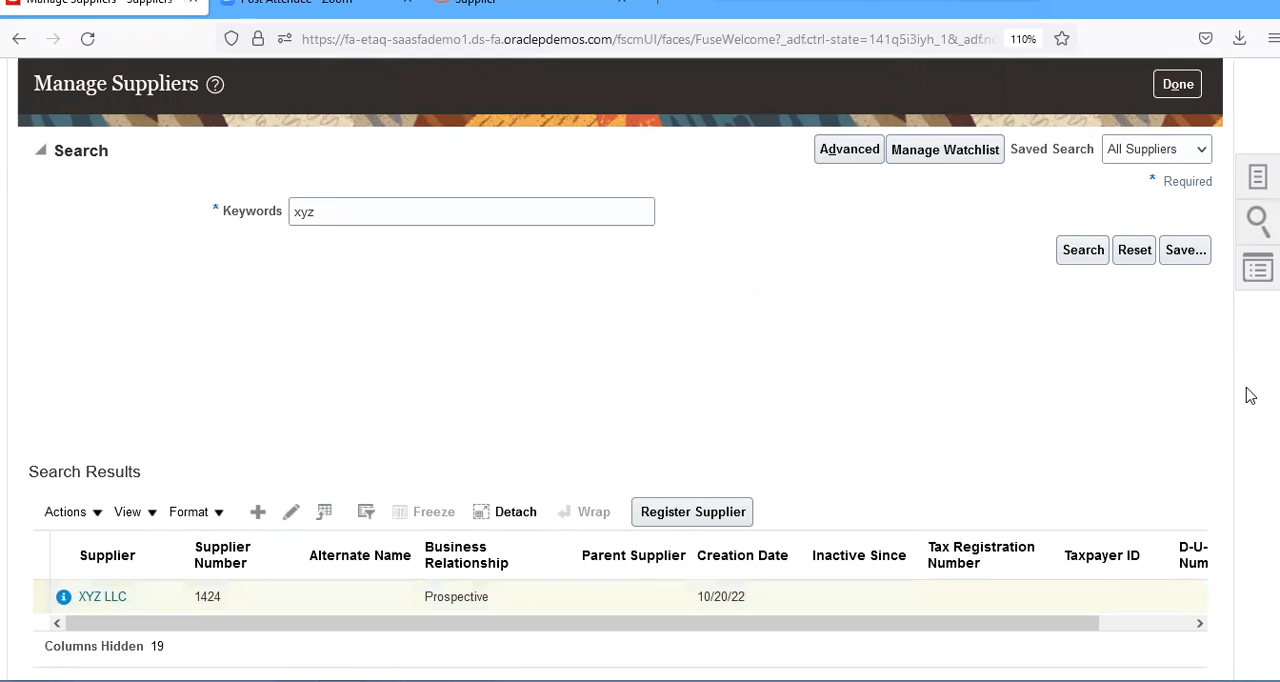 Manage Suppliers - Suppliers
Post Attendee - Zoom
Supplier
https://fa-etaq-saasfademo1.ds-fa.oraclepdemos.com/fscmUI/faces/FuseWelcome?_adf.ctrl-state=141q5i3iyh_1&_adf.no
110%
Manage Suppliers ?
Done
Search
Advanced
Manage Watchlist
Saved Search
All Suppliers
* Required
* Keywords
xyz
Search
Reset
Save...
Search Results
Actions
View
Format
Freeze
Detach
Wrap
Register Supplier
Supplier
Supplier Number
Alternate Name
Business Relationship
Parent Supplier
Creation Date
Inactive Since
Tax Registration Number
Taxpayer ID
D-U-
Num
XYZ LLC
1424
Prospective
10/20/22
Columns Hidden 19